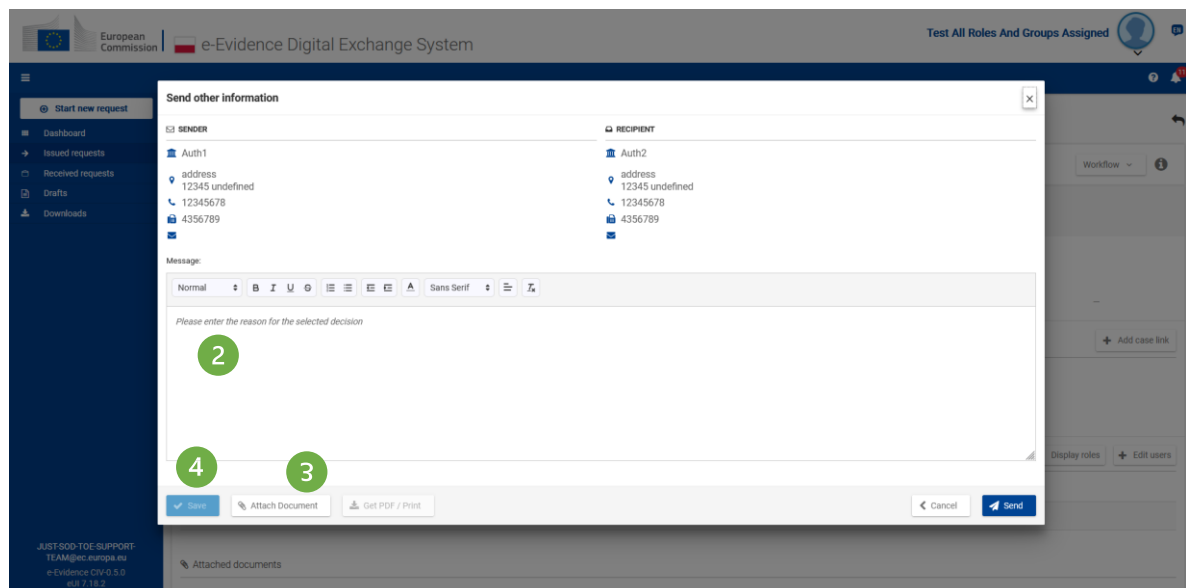 European
Commission
e-Evidence Digital Exchange System
Test All Roles And Groups Assigned
11
Start new request
Dashboard
Issued requests
Received requests
Drafts
Downloads
Workflow
Send other information
SENDER
Auth1
address
12345 undefined
12345678
4356789
RECIPIENT
Auth2
address
12345 undefined
12345678
4356789
Message:
Normal B I U S A Sans Serif Tx
Please enter the reason for the selected decision
2
4
3
Save Attach Document Get PDF / Print Cancel Send
Add case link
Display roles Edit users
Attached documents
JUST-SOD-TOE-SUPPORT-
TEAM@ec.europa.eu
e-Evidence CIV-0.5.0
eUI 7.18.2